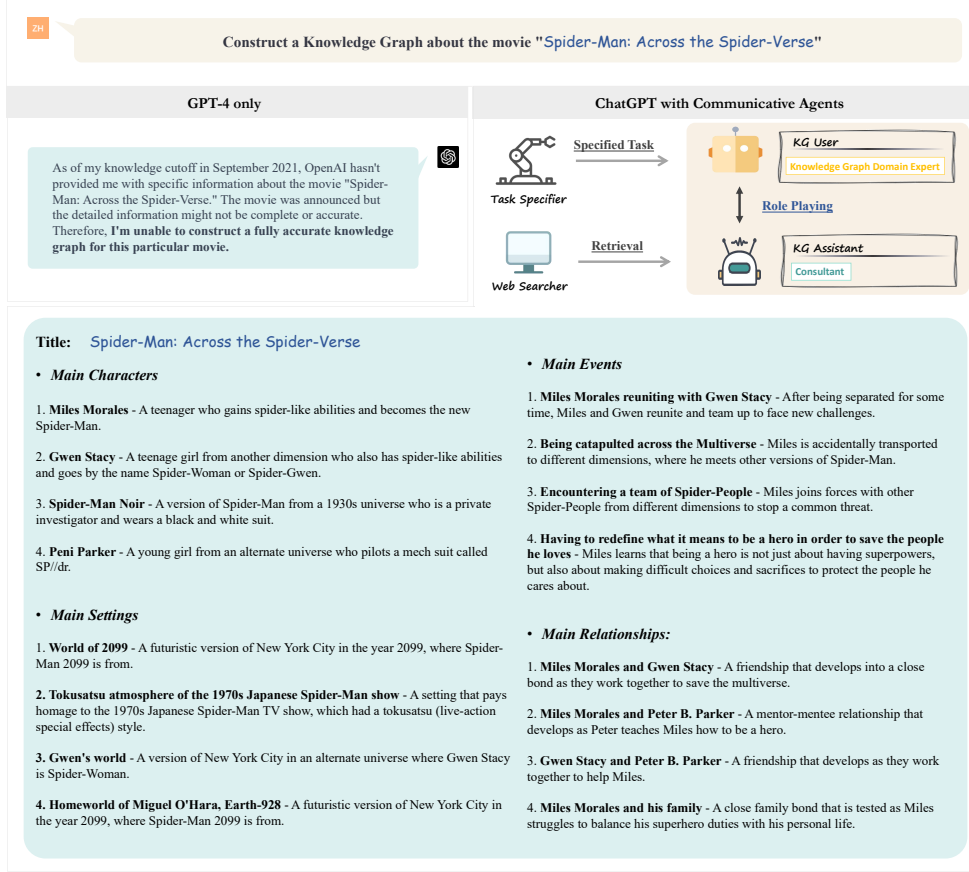 ZH
Construct a Knowledge Graph about the movie "Spider-Man: Across the Spider-Verse"
GPT-4 only
As of my knowledge cutoff in September 2021, OpenAI hasn't
provided me with specific information about the movie "Spider-
Man: Across the Spider-Verse." The movie was announced but
the detailed information might not be complete or accurate.
Therefore, I'm unable to construct a fully accurate knowledge
graph for this particular movie.
ChatGPT with Communicative Agents
Task Specifier
Specified Task
Web Searcher
Retrieval
KG User
Knowledge Graph Domain Expert
Role Playing
KG Assistant
Consultant
Title: Spider-Man: Across the Spider-Verse
• Main Characters
1. Miles Morales - A teenager who gains spider-like abilities and becomes the new
Spider-Man.
2. Gwen Stacy - A teenage girl from another dimension who also has spider-like abilities
and goes by the name Spider-Woman or Spider-Gwen.
3. Spider-Man Noir - A version of Spider-Man from a 1930s universe who is a private
investigator and wears a black and white suit.
4. Peni Parker - A young girl from an alternate universe who pilots a mech suit called
SP//dr.
• Main Settings
1. World of 2099 - A futuristic version of New York City in the year 2099, where Spider-
Man 2099 is from.
2. Tokusatsu atmosphere of the 1970s Japanese Spider-Man show - A setting that pays
homage to the 1970s Japanese Spider-Man TV show, which had a tokusatsu (live-action
special effects) style.
3. Gwen's world - A version of New York City in an alternate universe where Gwen Stacy
is Spider-Woman.
4. Homeworld of Miguel O'Hara, Earth-928 - A futuristic version of New York City in
the year 2099, where Spider-Man 2099 is from.
• Main Events
1. Miles Morales reuniting with Gwen Stacy - After being separated for some
time, Miles and Gwen reunite and team up to face new challenges.
2. Being catapulted across the Multiverse - Miles is accidentally transported
to different dimensions, where he meets other versions of Spider-Man.
3. Encountering a team of Spider-People - Miles joins forces with other
Spider-People from different dimensions to stop a common threat.
4. Having to redefine what it means to be a hero in order to save the people
he loves - Miles learns that being a hero is not just about having superpowers,
but also about making difficult choices and sacrifices to protect the people he
cares about.
• Main Relationships:
1. Miles Morales and Gwen Stacy - A friendship that develops into a close
bond as they work together to save the multiverse.
2. Miles Morales and Peter B. Parker - A mentor-mentee relationship that
develops as Peter teaches Miles how to be a hero.
3. Gwen Stacy and Peter B. Parker - A friendship that develops as they work
together to help Miles.
4. Miles Morales and his family - A close family bond that is tested as Miles
struggles to balance his superhero duties with his personal life.